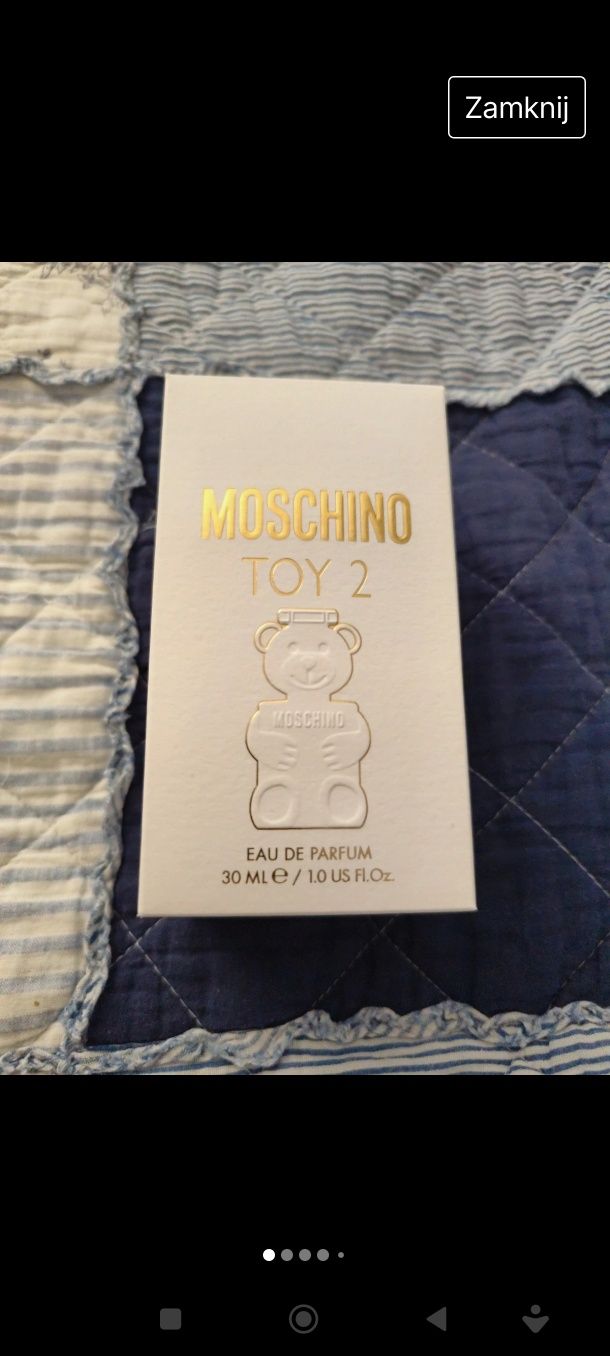 Zamknij
MOSCHINO
TOY 2
MOSCHINO
EAU DE PARFUM
30 ML ℮ / 1.0 US Fl.Oz.